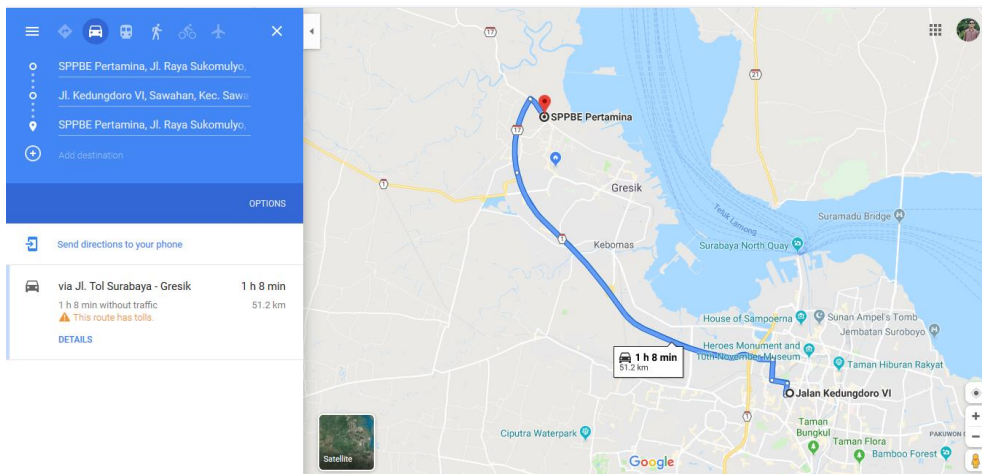 SPPBE Pertamina, Jl. Raya Sukomulyo,
Jl. Kedungdoro VI, Sawahan, Kec. Sawa
SPPBE Pertamina, Jl. Raya Sukomulyo,
Add destination
OPTIONS
Send directions to your phone
via Jl. Tol Surabaya - Gresik 1 h 8 min
1 h 8 min without traffic 51.2 km
This route has tolls.
DETAILS
17
21
SPPBE Pertamina
17
1
Gresik
Teluk Lamong
Suramadu Bridge
1
Kebomas
Surabaya North Quay
House of Sampoerna
Sunan Ampel's Tomb
Jembatan Suroboyo
Heroes Monument and
10th November Museum
1 h 8 min
51.2 km
Taman Hiburan Rakyat
Jalan Kedungdoro VI
1
Taman
Bungkul
Ciputra Waterpark
Taman Flora
PAKUWON
Bamboo Forest
Satellite
Google